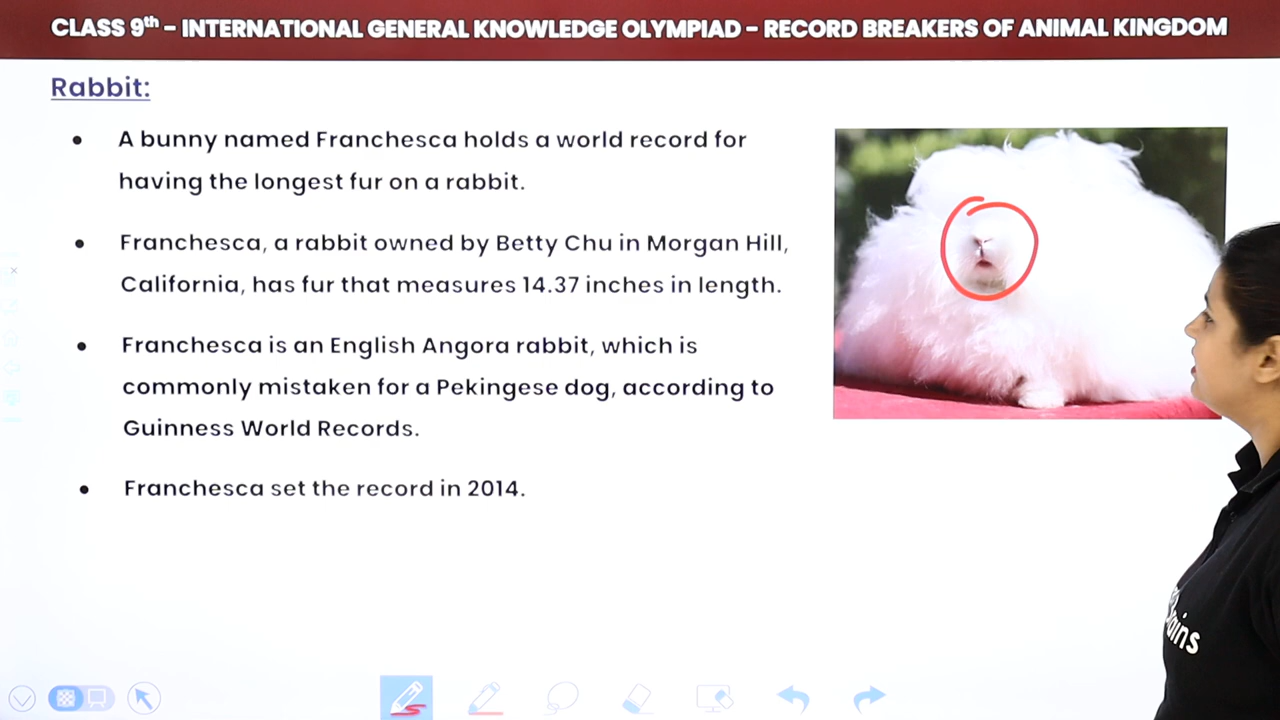 CLASS 9th – INTERNATIONAL GENERAL KNOWLEDGE OLYMPIAD – RECORD BREAKERS OF ANIMAL KINGDOM
Rabbit:
• A bunny named Franchesca holds a world record for
having the longest fur on a rabbit.
• Franchesca, a rabbit owned by Betty Chu in Morgan Hill,
California, has fur that measures 14.37 inches in length.
• Franchesca is an English Angora rabbit, which is
commonly mistaken for a Pekingese dog, according to
Guinness World Records.
• Franchesca set the record in 2014.